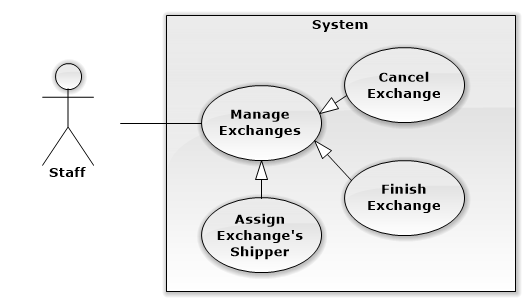 System
Cancel
Exchange
Manage
Exchanges
Staff
Finish
Exchange
Assign
Exchange's
Shipper